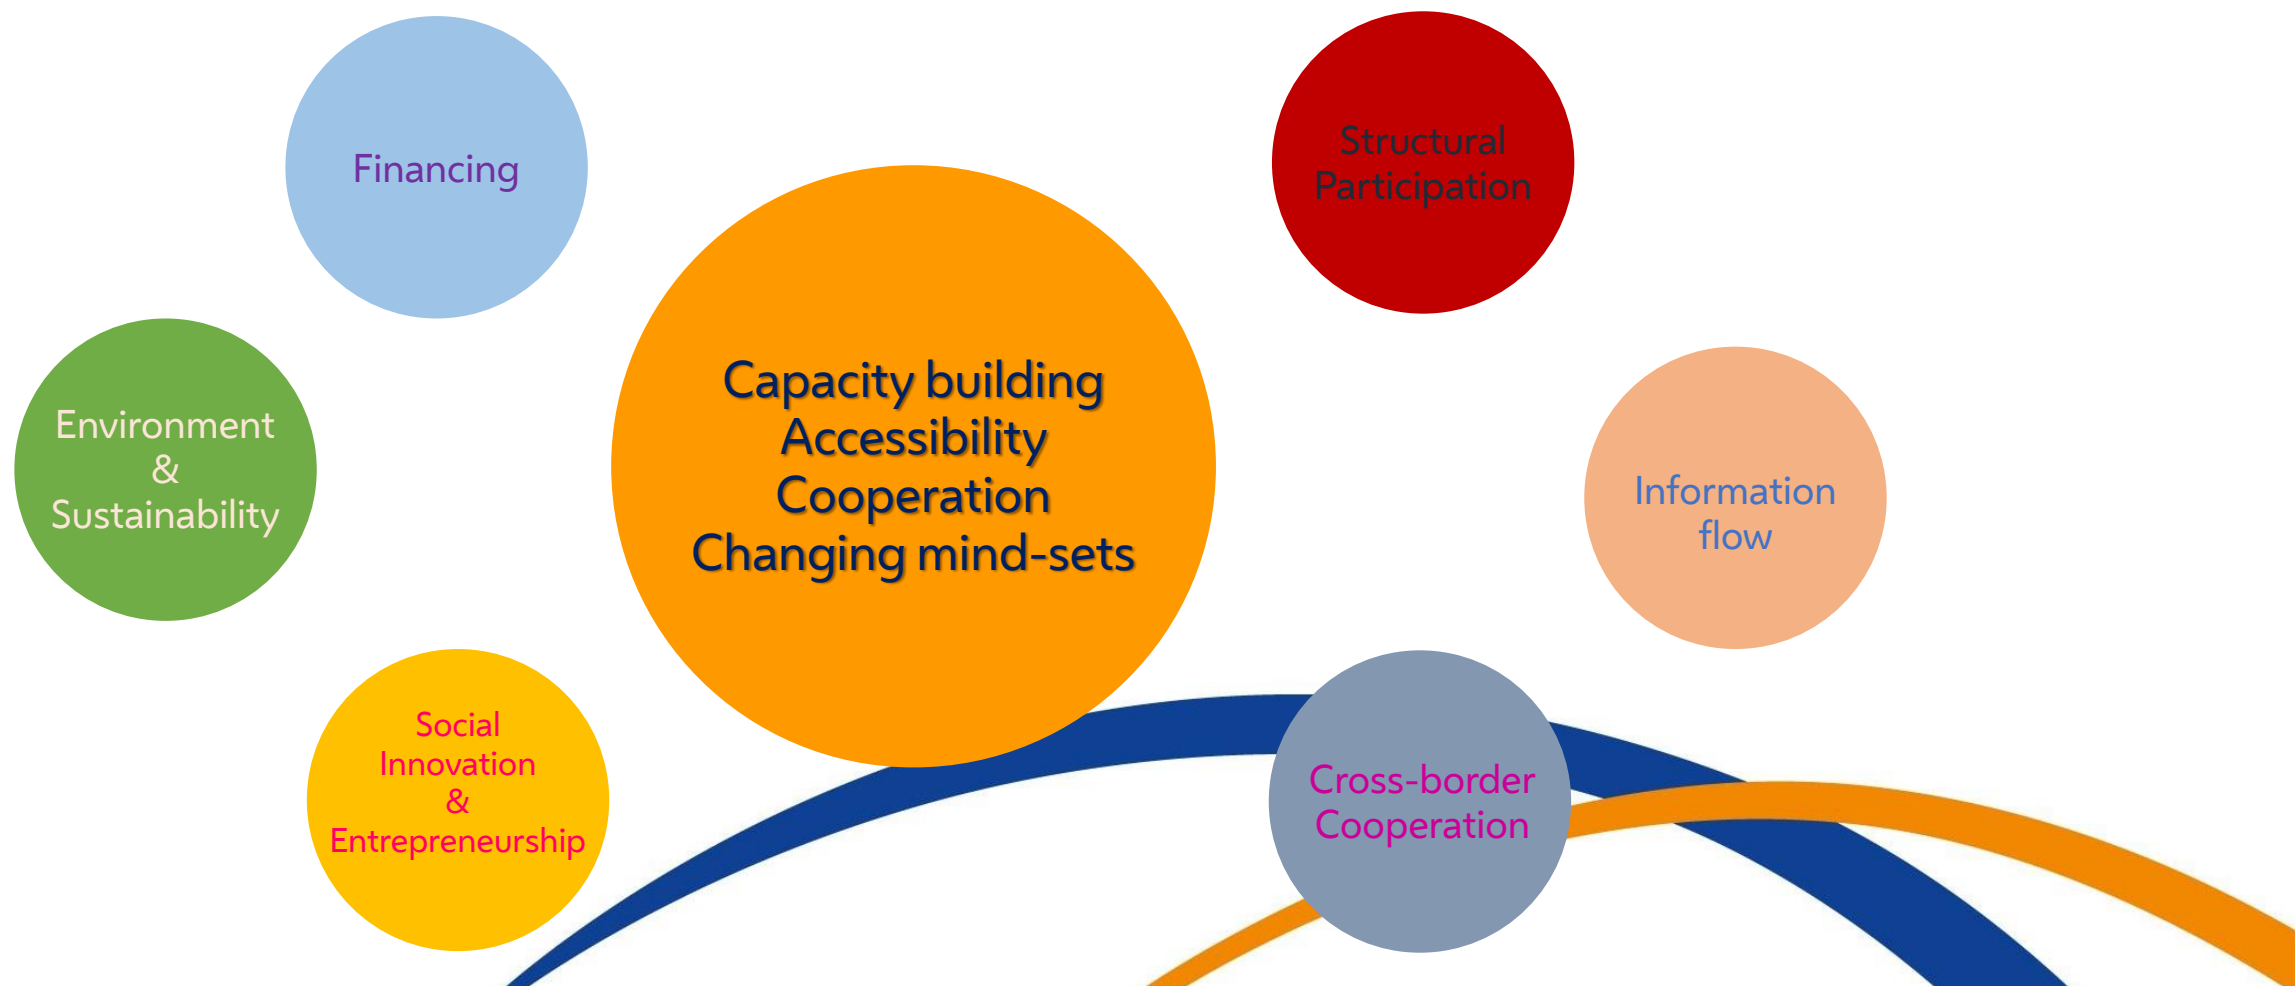 Financing
Structural
Participation
Capacity building
Accessibility
Cooperation
Changing mind-sets
Environment
&
Sustainability
Information
flow
Social
Innovation
&
Entrepreneurship
Cross-border
Cooperation